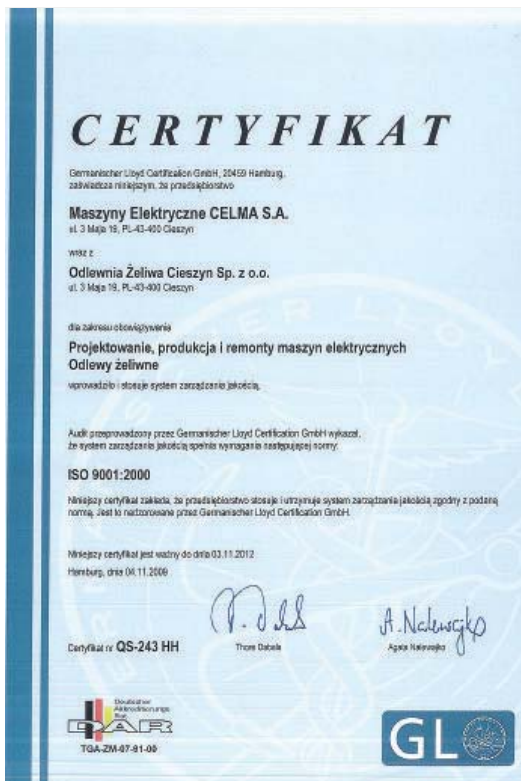 CERTYFIKAT
Germanischer Lloyd Certification GmbH, 20459 Hamburg,
zaświadcza niniejszym, że przedsiębiorstwo
Maszyny Elektryczne CELMA S.A.
ul. 3 Maja 19, PL-43-400 Cieszyn
wraz z
Odlewnia Żeliwa Cieszyn Sp. z o.o.
ul. 3 Maja 19, PL-43-400 Cieszyn
dla zakresu obowiązywania
Projektowanie, produkcja i remonty maszyn elektrycznych
Odlewy żeliwne
wprowadziło i stosuje system zarządzania jakością.
Audit przeprowadzony przez Germanischer Lloyd Certification GmbH wykazał,
że system zarządzania jakością spełnia wymagania następującej normy:
ISO 9001:2000
Niniejszy certyfikat zakłada, że przedsiębiorstwo stosuje i utrzymuje system zarządzania jakością zgodny z podaną
normą. Jest to nadzorowane przez Germanischer Lloyd Certification GmbH.
Niniejszy certyfikat jest ważny do dnia 03.11.2012
Hamburg, dnia 04.11.2009
A. Nalewajko
Certyfikat nr QS-243 HH
Agata Nalewajko
Deutscher
Akkreditierungs
Rat
DAR
TGA-ZM-07-91-00
GL